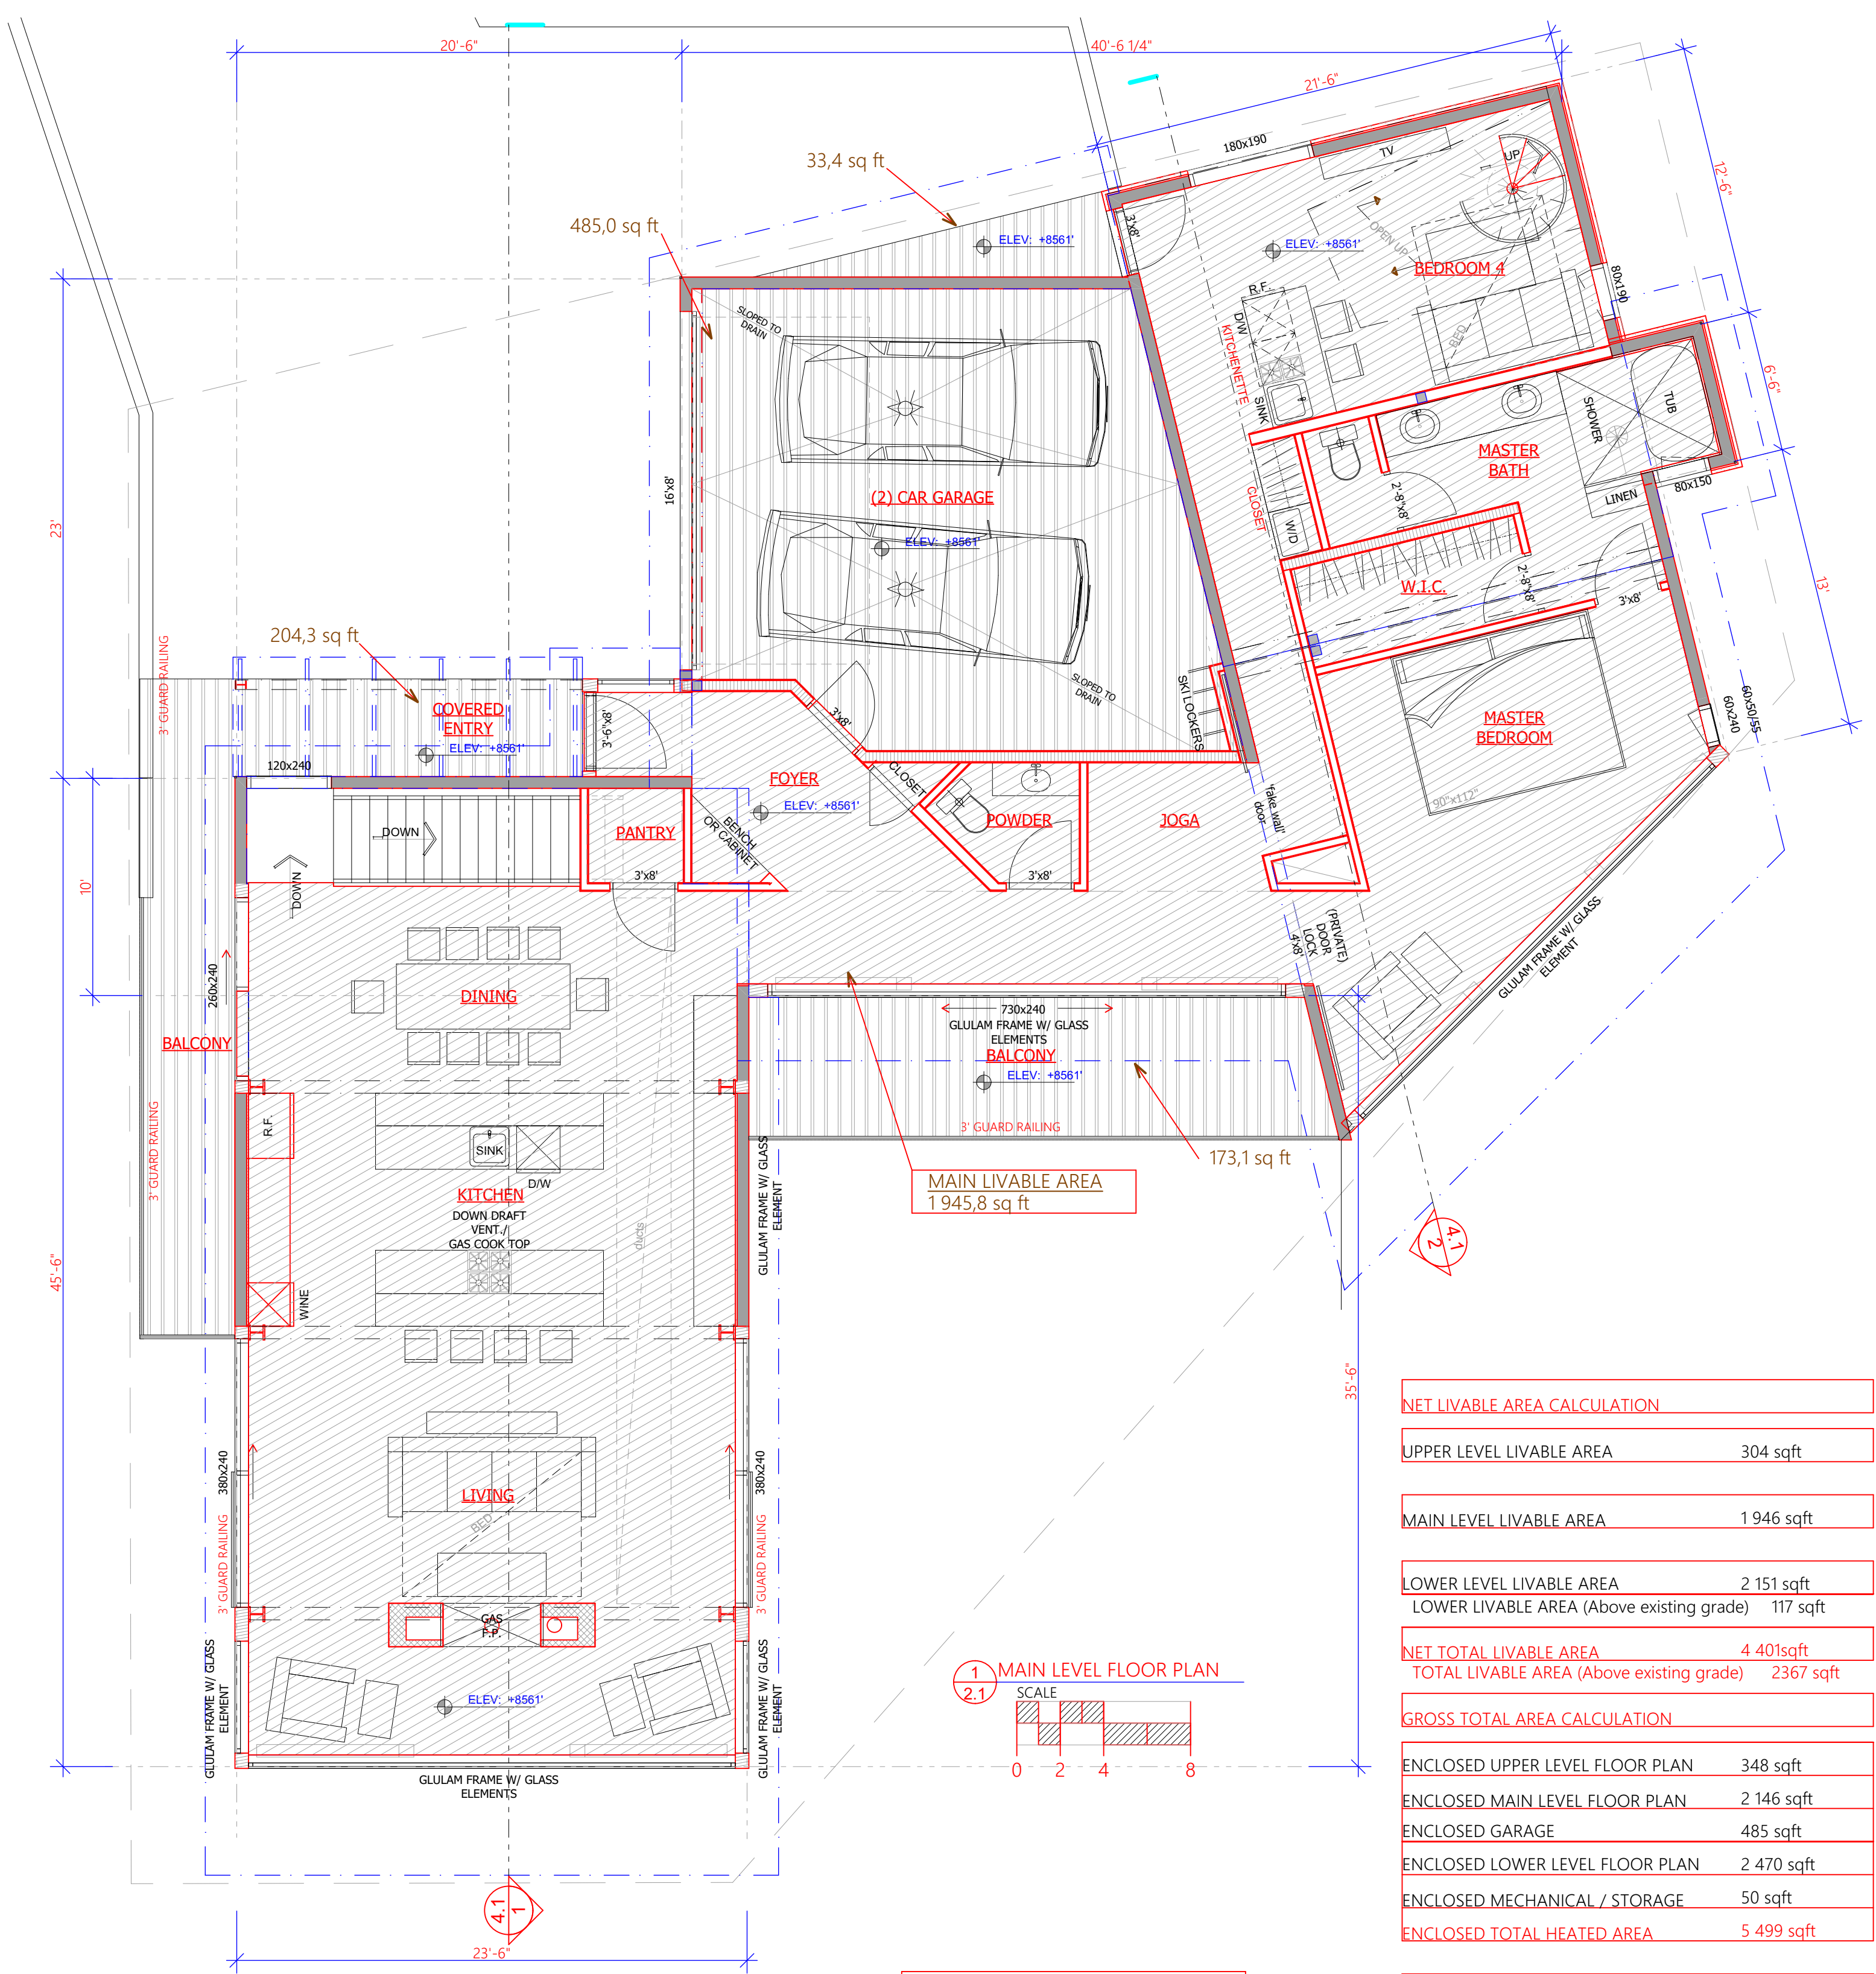 20'-6"
40'-6 1/4"
21'-6"
12'-6"
6'-6"
13'
33,4 sq ft
485,0 sq ft
204,3 sq ft
180x190
TV
UP
3'x8'
ELEV: +8561'
ELEV: +8561'
OPEN UP
BEDROOM 4
80x190
R.F.
D/W
KITCHENETTE
SINK
BED
SLOPED TO
DRAIN
23'
16'x8'
(2) CAR GARAGE
ELEV: +8561'
CLOSET
W/D
MASTER
BATH
SHOWER
TUB
LINEN
80x150
2'-8"x8'
W.I.C.
2'-8"x8'
3'x8'
SLOPED TO
DRAIN
SKI LOCKERS
MASTER
BEDROOM
90"x112"
60x240
60x50/55
3' GUARD RAILING
COVERED
ENTRY
ELEV: +8561'
120x240
3'-6"x8'
3'x8'
FOYER
ELEV: +8561'
CLOSET
POWDER
3'x8'
JOGA
'fake wall'
door
DOWN
DOWN
PANTRY
3'x8'
BENCH
OR CABINET
10'
260x240
DINING
BALCONY
(PRIVATE)
DOOR
LOCK
4'x8'
GLULAM FRAME W/ GLASS
ELEMENT
730x240
GLULAM FRAME W/ GLASS
ELEMENTS
BALCONY
ELEV: +8561'
3' GUARD RAILING
173,1 sq ft
MAIN LIVABLE AREA
1 945,8 sq ft
3' GUARD RAILING
R.F.
SINK
D/W
KITCHEN
DOWN DRAFT
VENT./
GAS COOK TOP
ducts
WINE
GLULAM FRAME W/ GLASS
ELEMENT
4.1
2
45'-6"
35'-6"
380x240
380x240
LIVING
BED
3' GUARD RAILING
3' GUARD RAILING
GAS
F.P.
GLULAM FRAME W/ GLASS
ELEMENT
GLULAM FRAME W/ GLASS
ELEMENT
ELEV: +8561'
GLULAM FRAME W/ GLASS
ELEMENTS
4.1
1
23'-6"
1
2.1
MAIN LEVEL FLOOR PLAN
SCALE
0 2 4 8
NET LIVABLE AREA CALCULATION
UPPER LEVEL LIVABLE AREA 304 sqft
MAIN LEVEL LIVABLE AREA 1 946 sqft
LOWER LEVEL LIVABLE AREA 2 151 sqft
LOWER LIVABLE AREA (Above existing grade) 117 sqft
NET TOTAL LIVABLE AREA 4 401sqft
TOTAL LIVABLE AREA (Above existing grade) 2367 sqft
GROSS TOTAL AREA CALCULATION
ENCLOSED UPPER LEVEL FLOOR PLAN 348 sqft
ENCLOSED MAIN LEVEL FLOOR PLAN 2 146 sqft
ENCLOSED GARAGE 485 sqft
ENCLOSED LOWER LEVEL FLOOR PLAN 2 470 sqft
ENCLOSED MECHANICAL / STORAGE 50 sqft
ENCLOSED TOTAL HEATED AREA 5 499 sqft